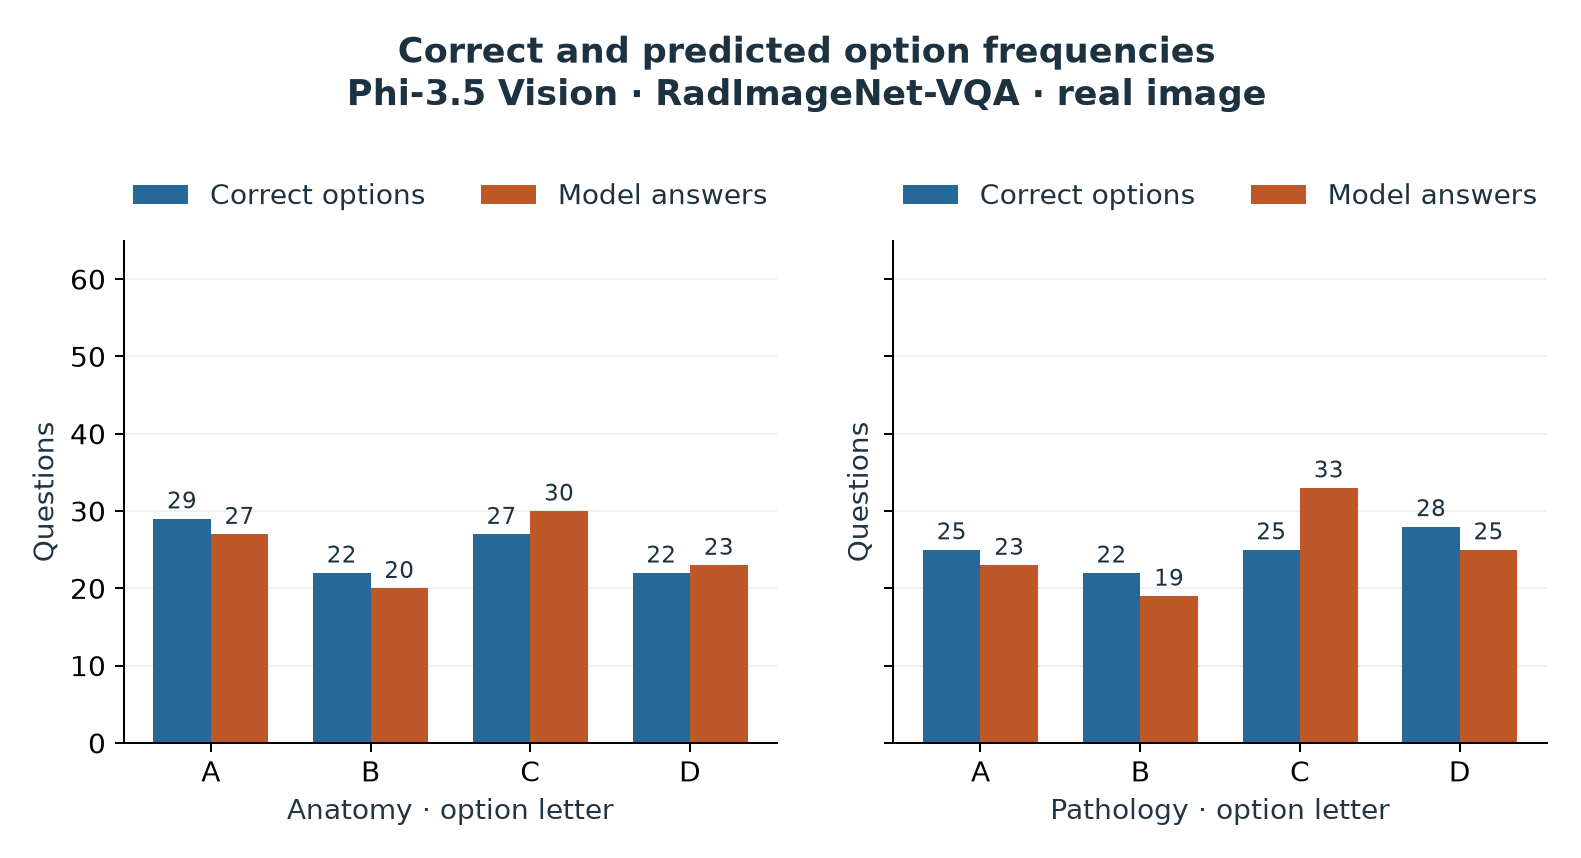 Correct and predicted option frequencies
Phi-3.5 Vision · RadImageNet-VQA · real image
Correct options Model answers
Questions
60
50
40
30
20
10
0
29 27 22 20 27 30 22 23
A B C D
Anatomy · option letter
Correct options Model answers
Questions
25 23 22 19 25 33 28 25
A B C D
Pathology · option letter